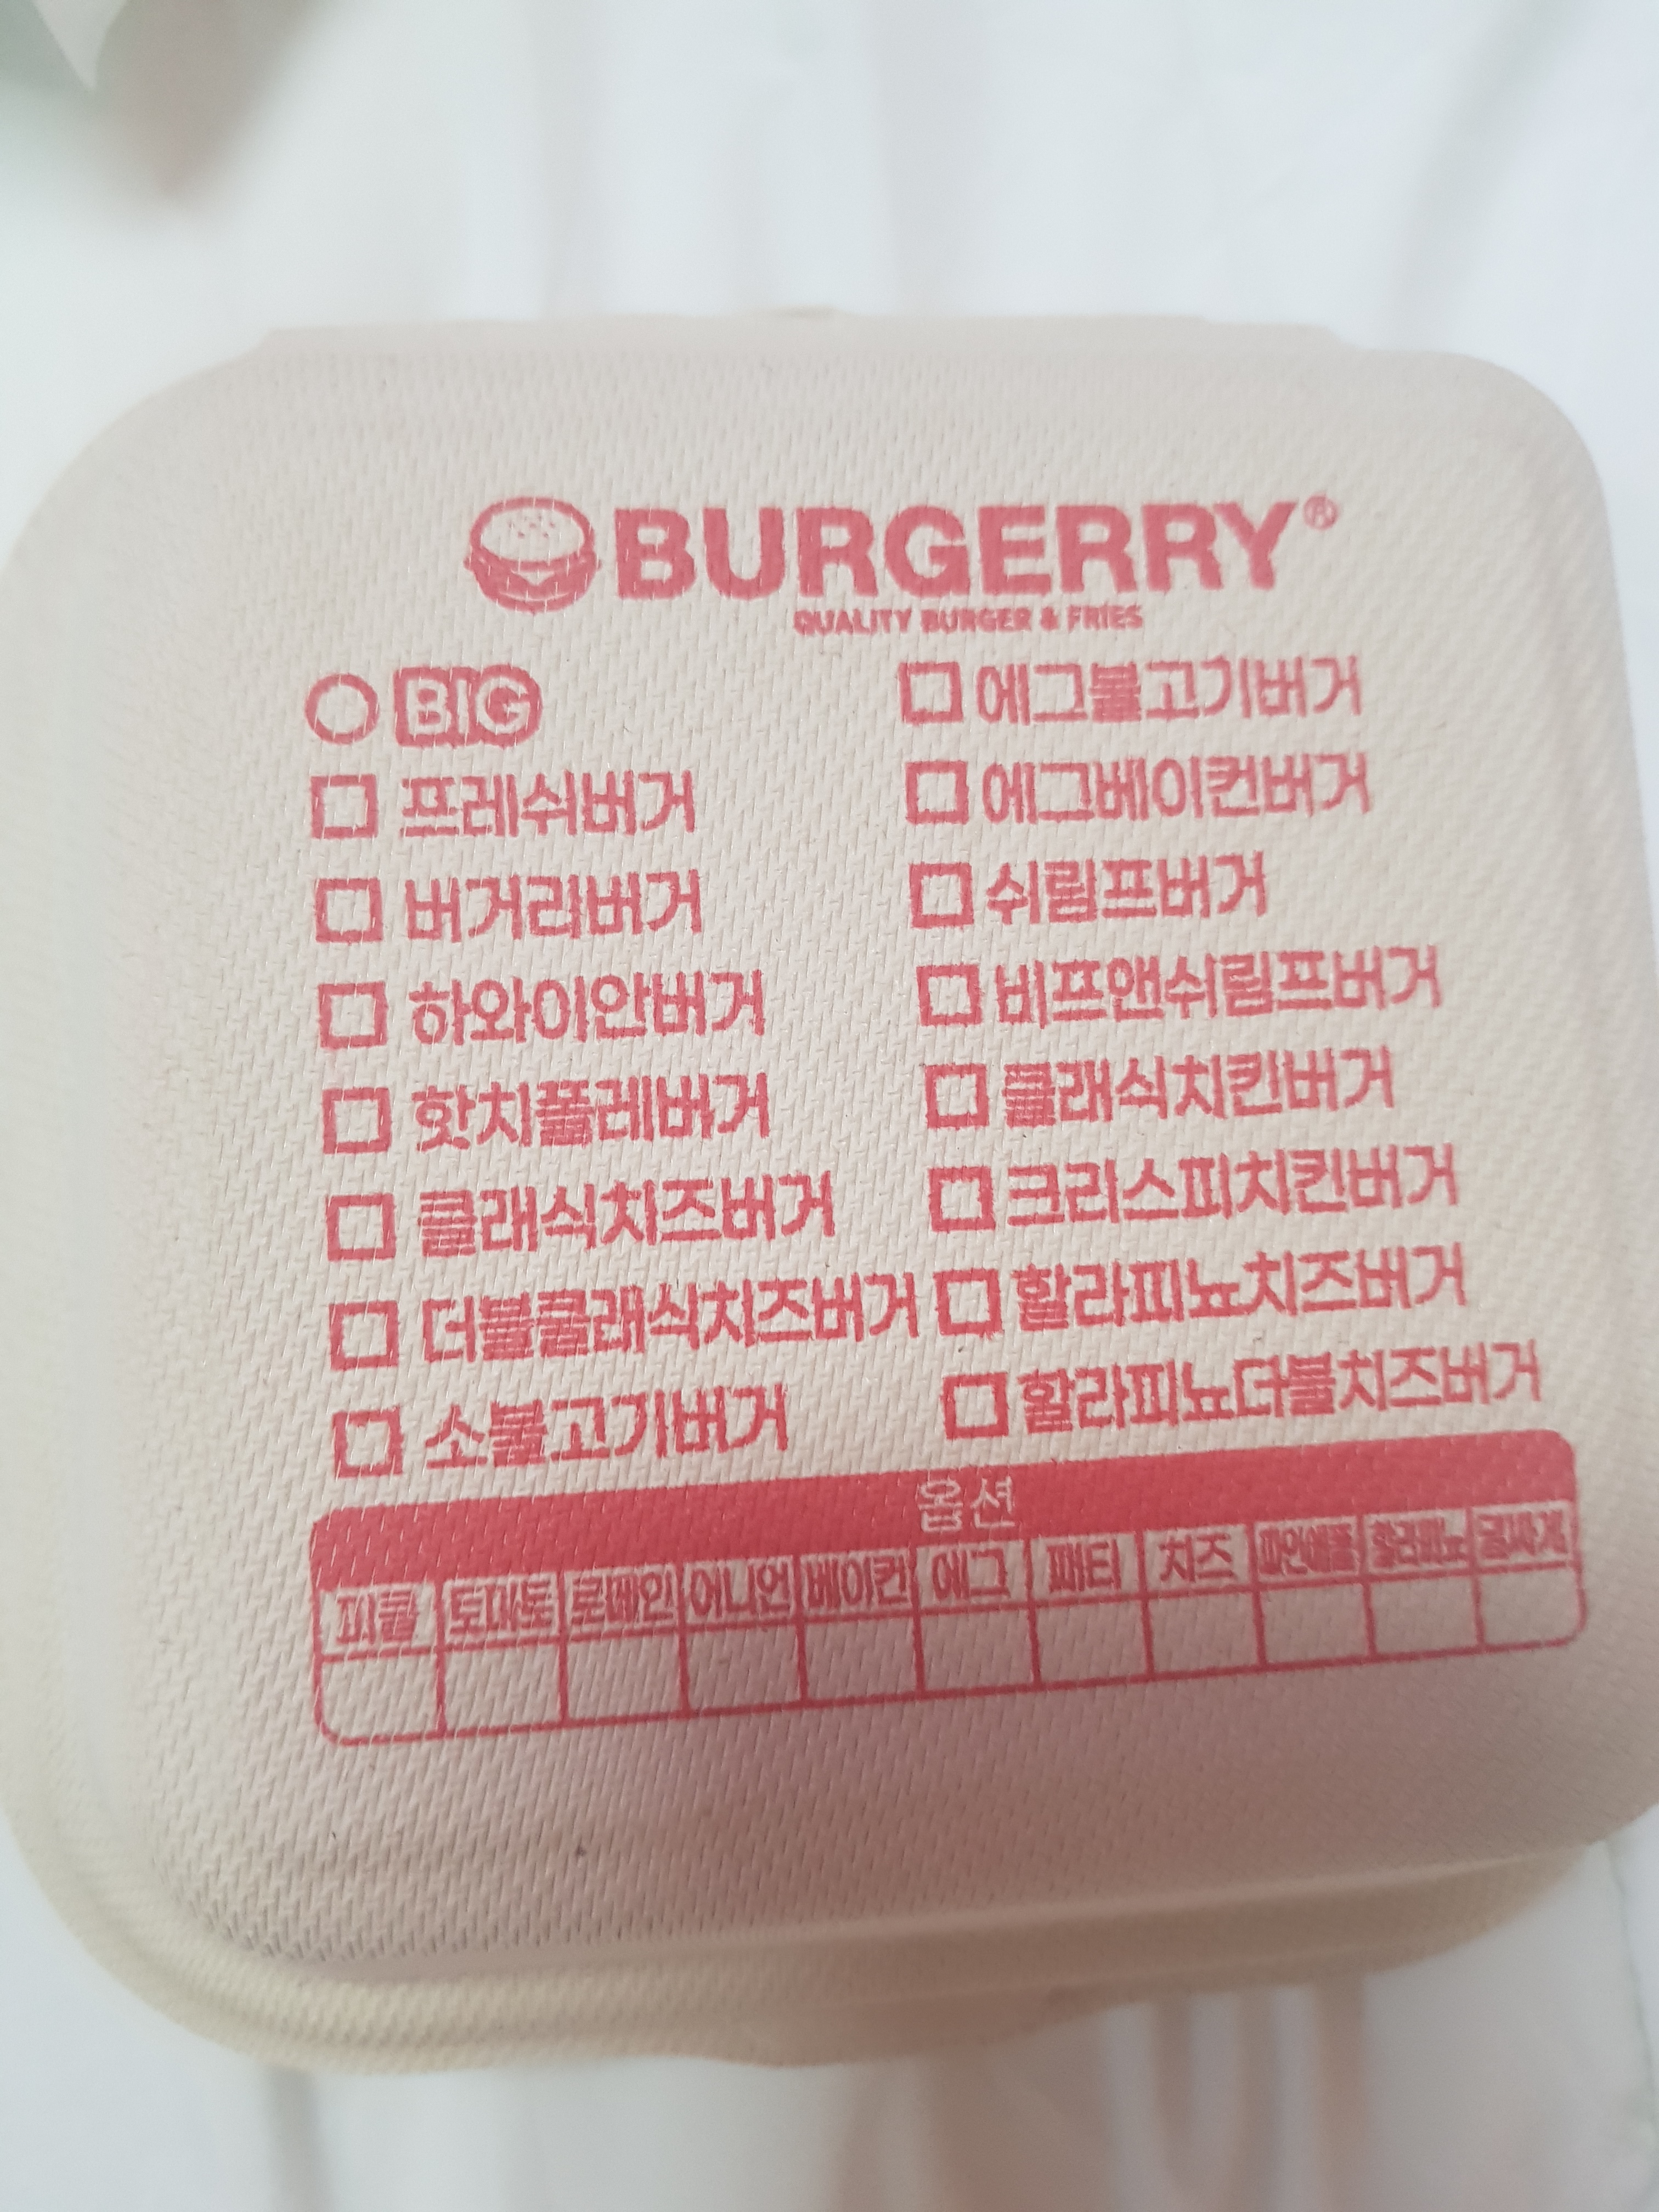 BURGERRY®
QUALITY BURGER & FRIES
BIG
프레쉬버거
버거리버거
하와이안버거
핫치폴레버거
클래식치즈버거
더블클래식치즈버거
소불고기버거
에그불고기버거
에그베이컨버거
쉬림프버거
비프앤쉬림프버거
클래식치킨버거
크리스피치킨버거
할라피뇨치즈버거
할라피뇨더블치즈버거
옵션
피클 토마토 로메인 어니언 베이컨 에그 패티 치즈 파인애플 할라피뇨